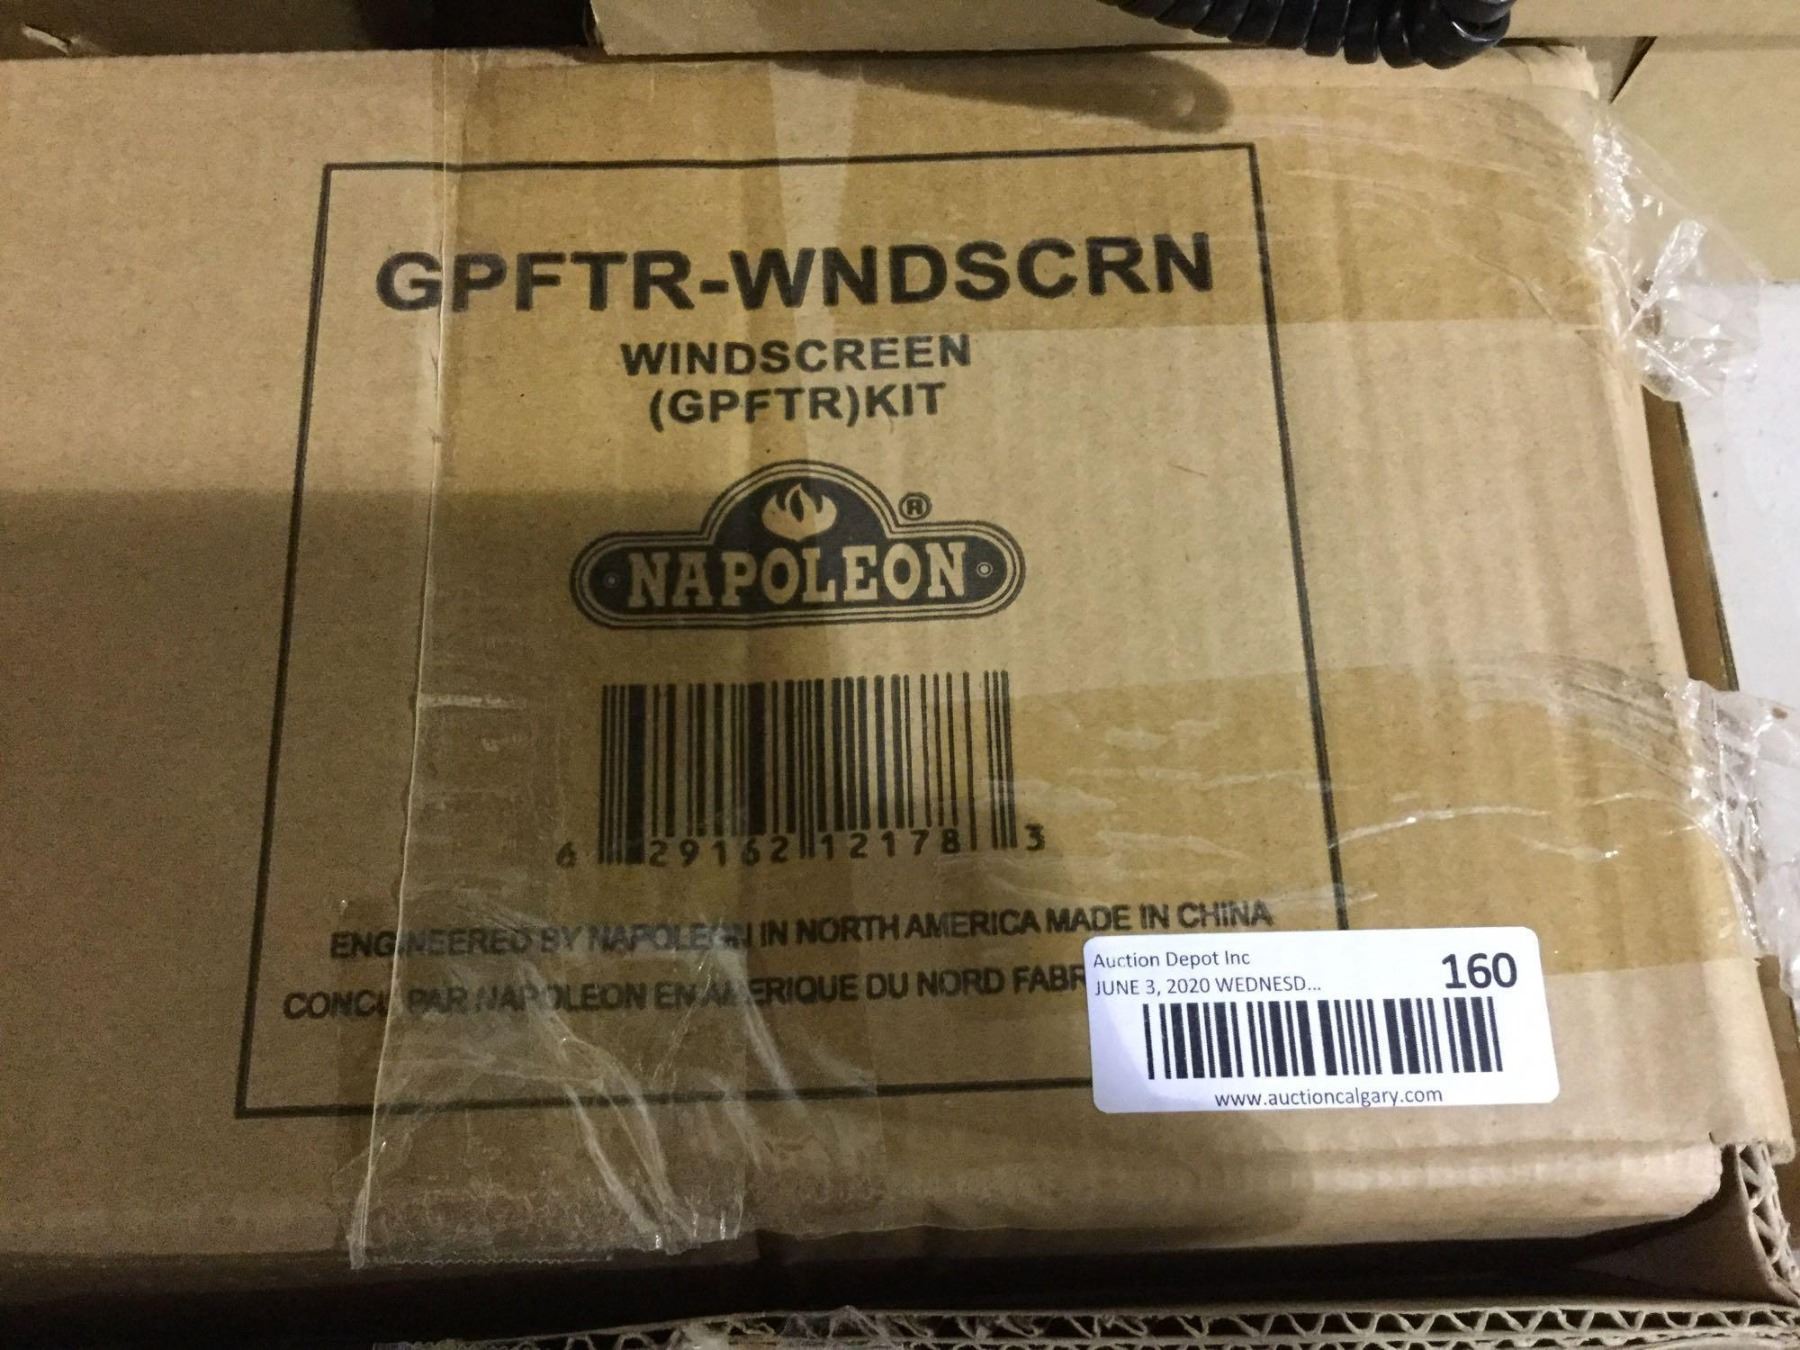 GPFTR-WNDSCRN
WINDSCREEN
(GPFTR)KIT
®
NAPOLEON
6 29162 12178 3
ENGINEERED BY NAPOLEON IN NORTH AMERICA MADE IN CHINA
PAR NAPOLEON EN AMERIQUE DU NORD FABR
Auction Depot Inc
160
JUNE 3, 2020 WEDNESD...
www.auctioncalgary.com